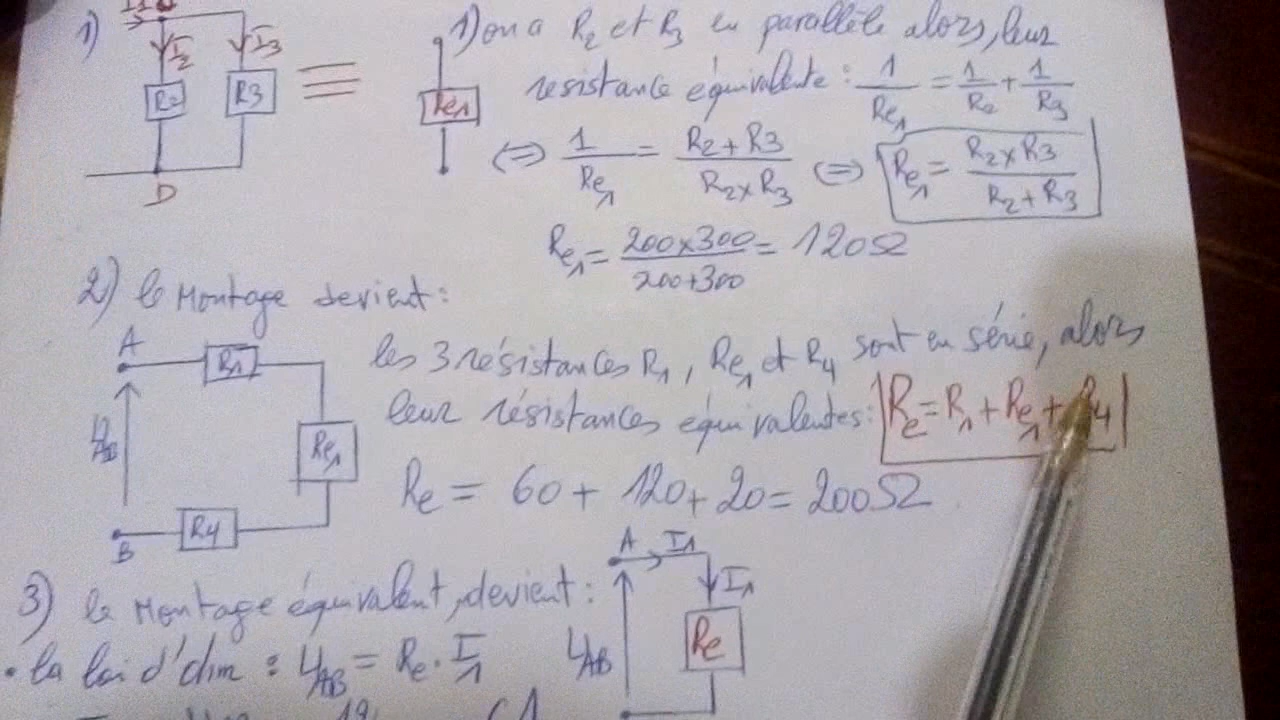 1)
I2 I3
R2 R3
Re1
D
1) on a R2 et R3 en parallèle alors, leur
resistance équivalente : 1/Re1 = 1/R2 + 1/R3
⇔ 1/Re1 = R2+R3/R2×R3 ⇔ Re1 = R2×R3/R2+R3
Re1 = 200×300/200+300 = 120Ω
2) le Montage devient :
A R1
UAB
Re1
B R4
les 3 résistances R1, Re1 et R4 sont en série, alors
leur résistances équivalentes : Re = R1 + Re1 + R4
Re = 60 + 120 + 20 = 200Ω
3) le Montage équivalent, devient :
A I1
I1
UAB Re
• la loi d'ohm : UAB = Re . I1